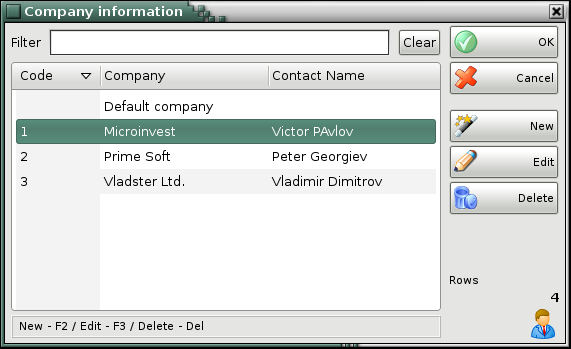 Company information
Filter Clear
OK
Cancel
New
Edit
Delete
Code Company Contact Name
Default company
1 Microinvest Victor PAvlov
2 Prime Soft Peter Georgiev
3 Vladster Ltd. Vladimir Dimitrov
Rows
4
New - F2 / Edit - F3 / Delete - Del